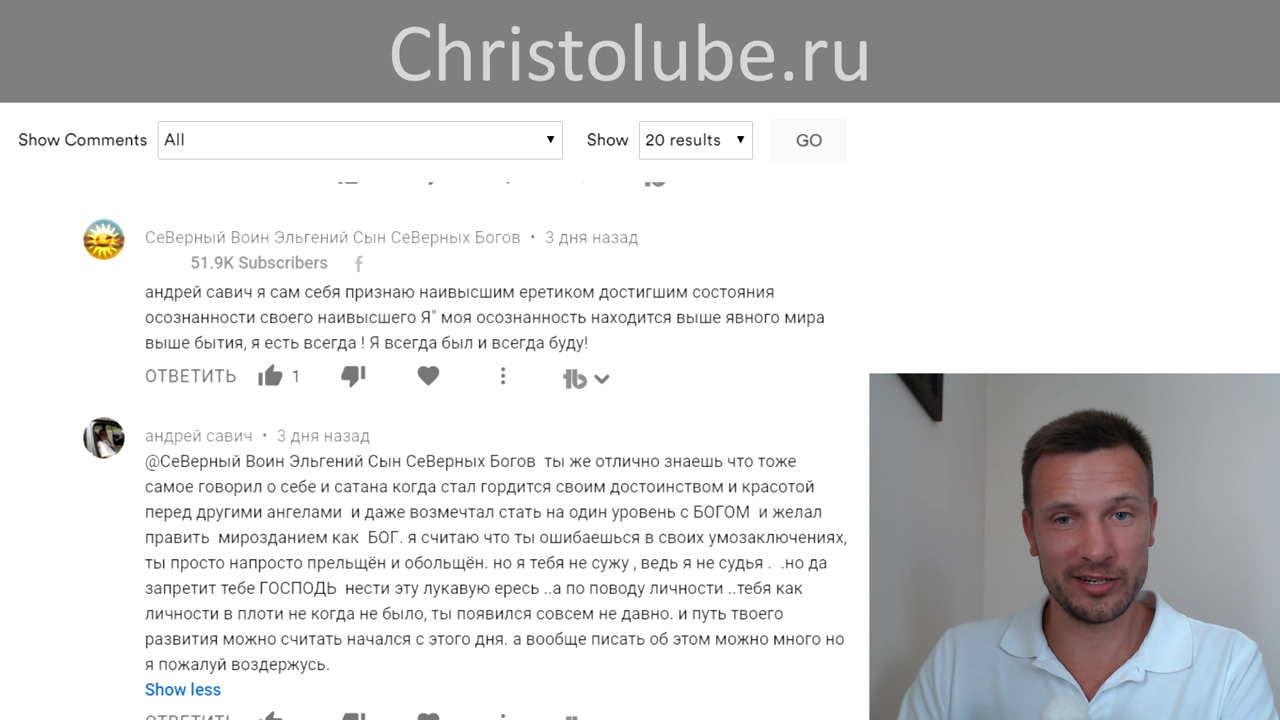 Christolube.ru
Show Comments All Show 20 results GO
СеВерный Воин Эльгений Сын СеВерных Богов • 3 дня назад
51.9K Subscribers
андрей савич я сам себя признаю наивысшим еретиком достигшим состояния
осознанности своего наивысшего Я" моя осознанность находится выше явного мира
выше бытия, я есть всегда ! Я всегда был и всегда буду!
ОТВЕТИТЬ 1
андрей савич • 3 дня назад
@СеВерный Воин Эльгений Сын СеВерных Богов ты же отлично знаешь что тоже
самое говорил о себе и сатана когда стал гордится своим достоинством и красотой
перед другими ангелами и даже возмечтал стать на один уровень с БОГОМ и желал
править мирозданием как БОГ. я считаю что ты ошибаешься в своих умозаключениях,
ты просто напросто прельщён и обольщён. но я тебя не сужу , ведь я не судья . .но да
запретит тебе ГОСПОДЬ нести эту лукавую ересь ..а по поводу личности ..тебя как
личности в плоти не когда не было, ты появился совсем не давно. и путь твоего
развития можно считать начался с этого дня. а вообще писать об этом можно много но
я пожалуй воздержусь.
Show less
ОТВЕТИТЬ